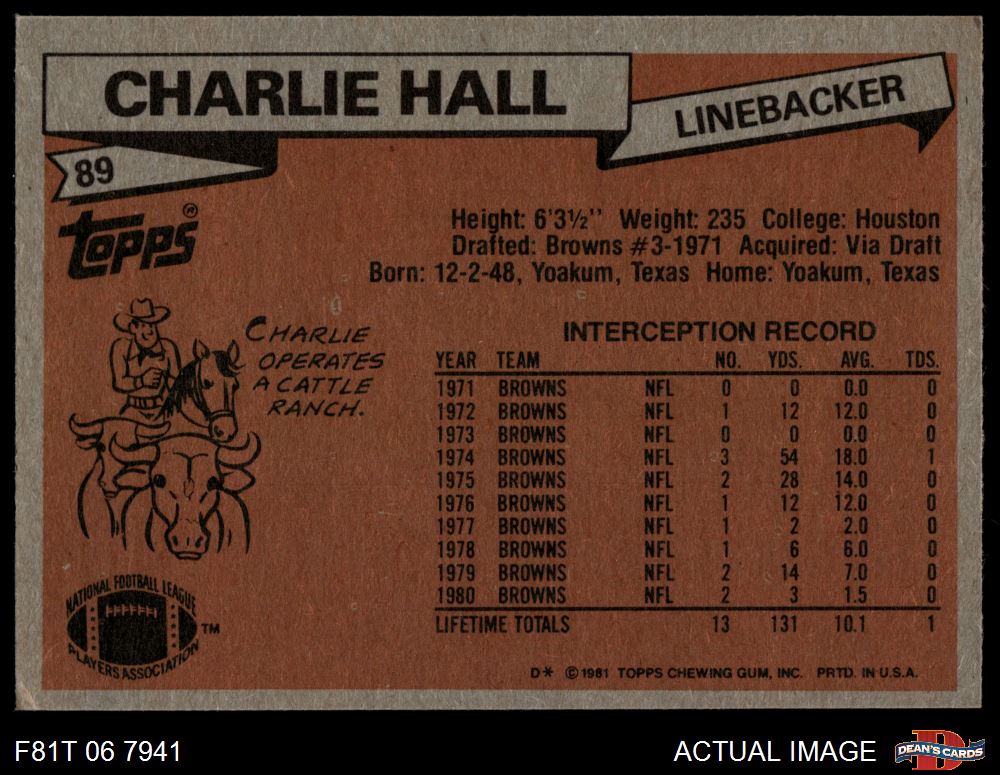 CHARLIE HALL
LINEBACKER
89
topps®
Height: 6'3½'' Weight: 235 College: Houston
Drafted: Browns #3-1971 Acquired: Via Draft
Born: 12-2-48, Yoakum, Texas Home: Yoakum, Texas
CHARLIE
OPERATES
A CATTLE
RANCH.
INTERCEPTION RECORD
YEAR TEAM NO. YDS. AVG. TDS.
1971 BROWNS NFL 0 0 0.0 0
1972 BROWNS NFL 1 12 12.0 0
1973 BROWNS NFL 0 0 0.0 0
1974 BROWNS NFL 3 54 18.0 1
1975 BROWNS NFL 2 28 14.0 0
1976 BROWNS NFL 1 12 12.0 0
1977 BROWNS NFL 1 2 2.0 0
1978 BROWNS NFL 1 6 6.0 0
1979 BROWNS NFL 2 14 7.0 0
1980 BROWNS NFL 2 3 1.5 0
LIFETIME TOTALS 13 131 10.1 1
NATIONAL FOOTBALL LEAGUE
PLAYERS ASSOCIATION TM
D* ©1981 TOPPS CHEWING GUM, INC. PRTD. IN U.S.A.
F81T 06 7941
ACTUAL IMAGE
D
DEAN'S CARDS